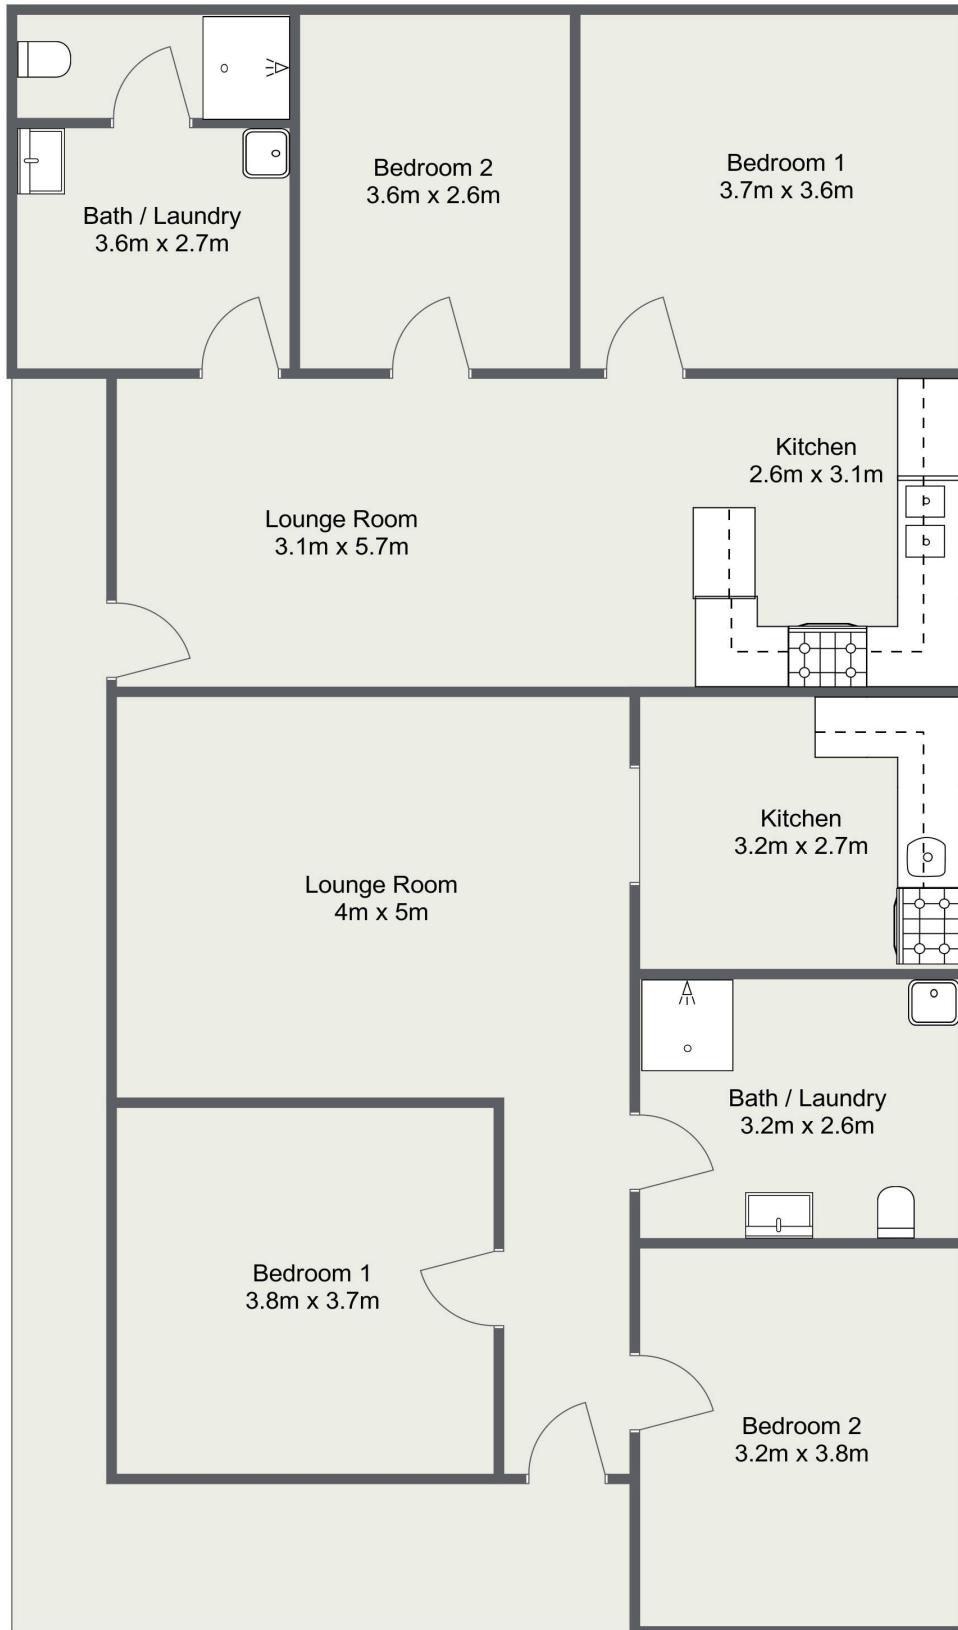 Bedroom 1
3.7m x 3.6m
Bedroom 2
3.6m x 2.6m
Bath / Laundry
3.6m x 2.7m
Kitchen
2.6m x 3.1m
Lounge Room
3.1m x 5.7m
Kitchen
3.2m x 2.7m
Lounge Room
4m x 5m
Bath / Laundry
3.2m x 2.6m
Bedroom 1
3.8m x 3.7m
Bedroom 2
3.2m x 3.8m